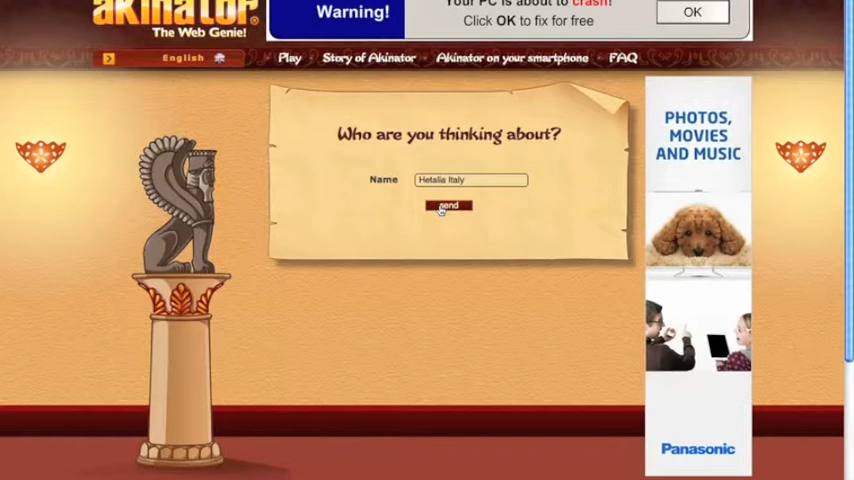 akinator®
The Web Genie!
Warning!
Your PC is about to crash!
Click OK to fix for free
OK
English
Play
Story of Akinator
Akinator on your smartphone
FAQ
Who are you thinking about?
Name
Hetalia Italy
send
PHOTOS,
MOVIES
AND MUSIC
Panasonic